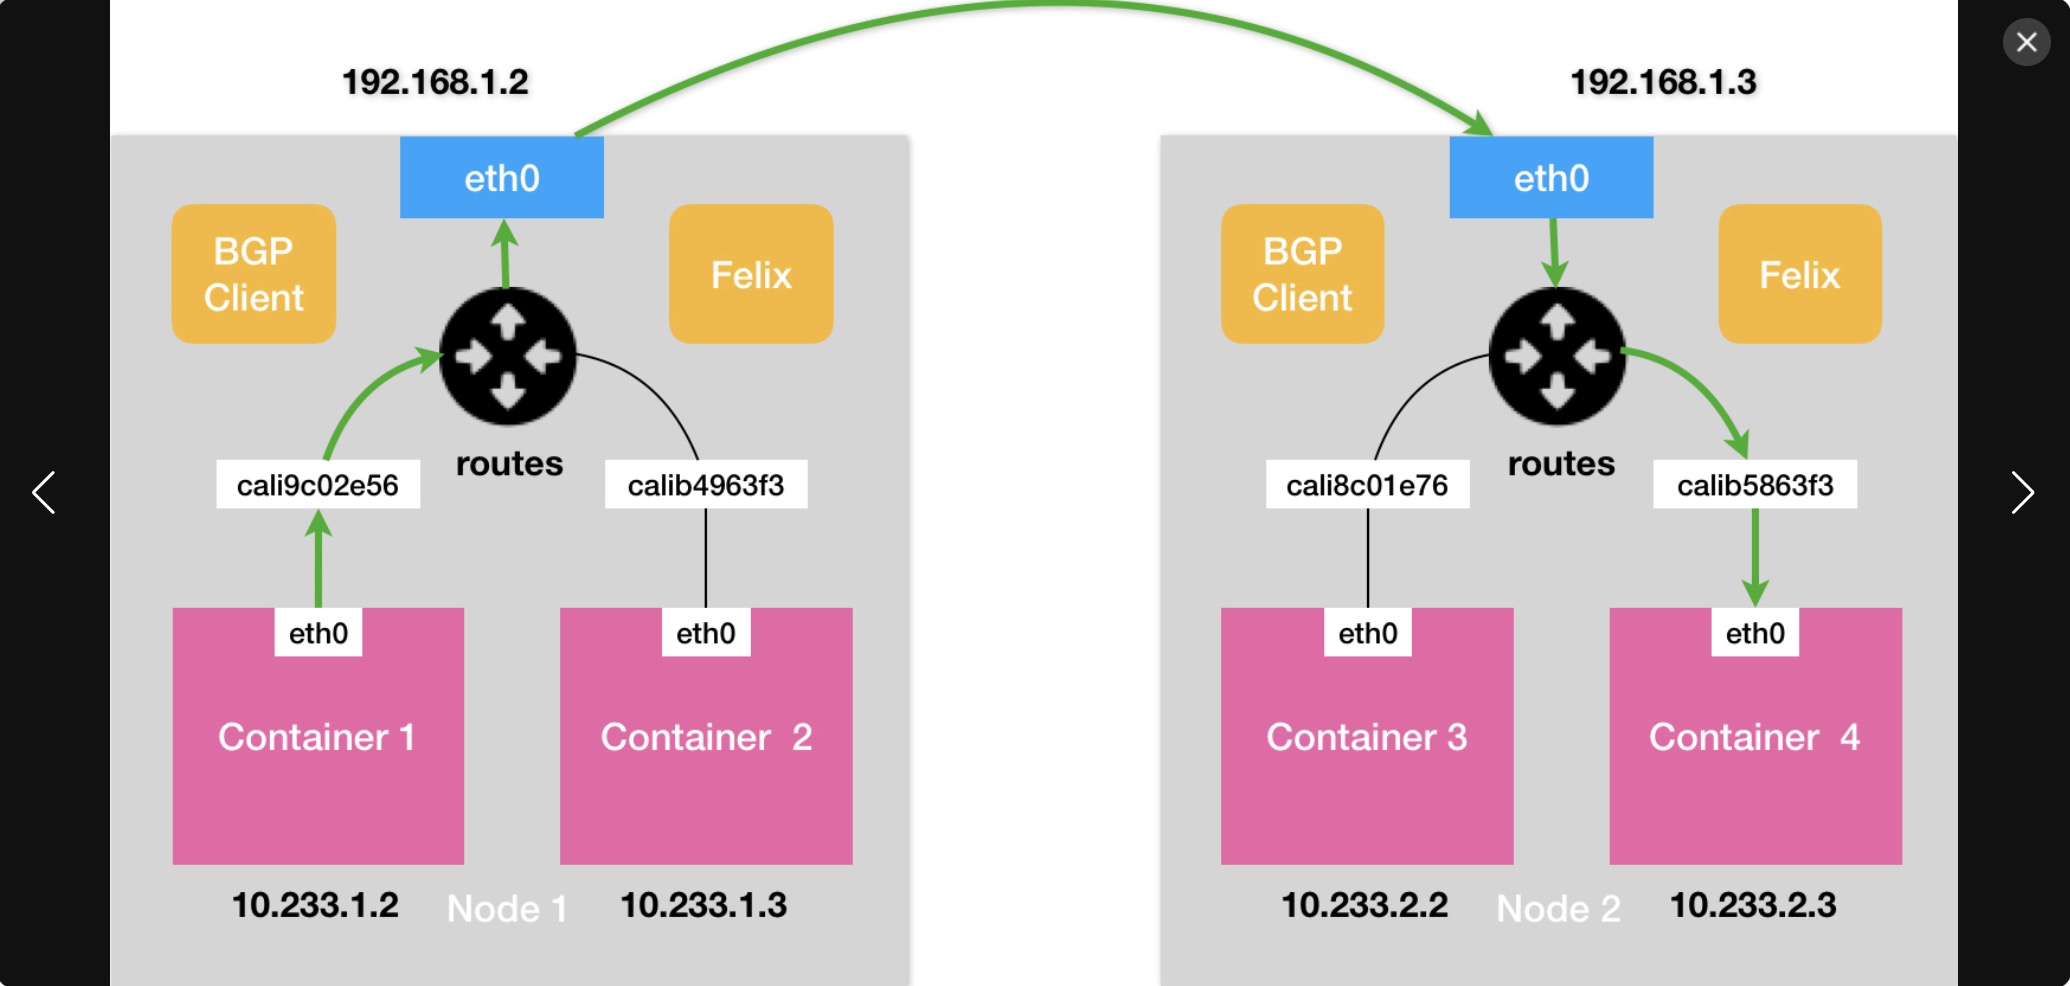 192.168.1.2
192.168.1.3
eth0
BGP
Client
Felix
routes
cali9c02e56
calib4963f3
eth0
eth0
Container 1
Container 2
10.233.1.2
Node 1
10.233.1.3
eth0
BGP
Client
Felix
routes
cali8c01e76
calib5863f3
eth0
eth0
Container 3
Container 4
10.233.2.2
Node 2
10.233.2.3